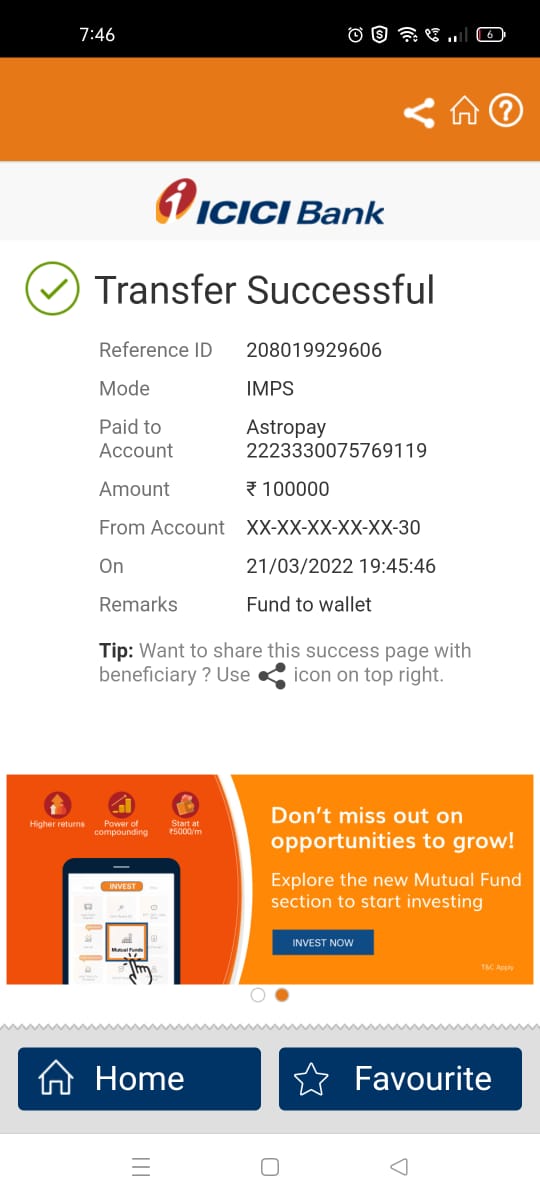 7:46
6
ICICI Bank
Transfer Successful
Reference ID 208019929606
Mode IMPS
Paid to Astropay
Account 2223330075769119
Amount ₹ 100000
From Account XX-XX-XX-XX-XX-30
On 21/03/2022 19:45:46
Remarks Fund to wallet
Tip: Want to share this success page with
beneficiary ? Use icon on top right.
Higher returns
Power of
compounding
Start at
₹5000/m
INVEST
Mutual Funds
Don't miss out on
opportunities to grow!
Explore the new Mutual Fund
section to start investing
INVEST NOW
T&C Apply
Home
Favourite